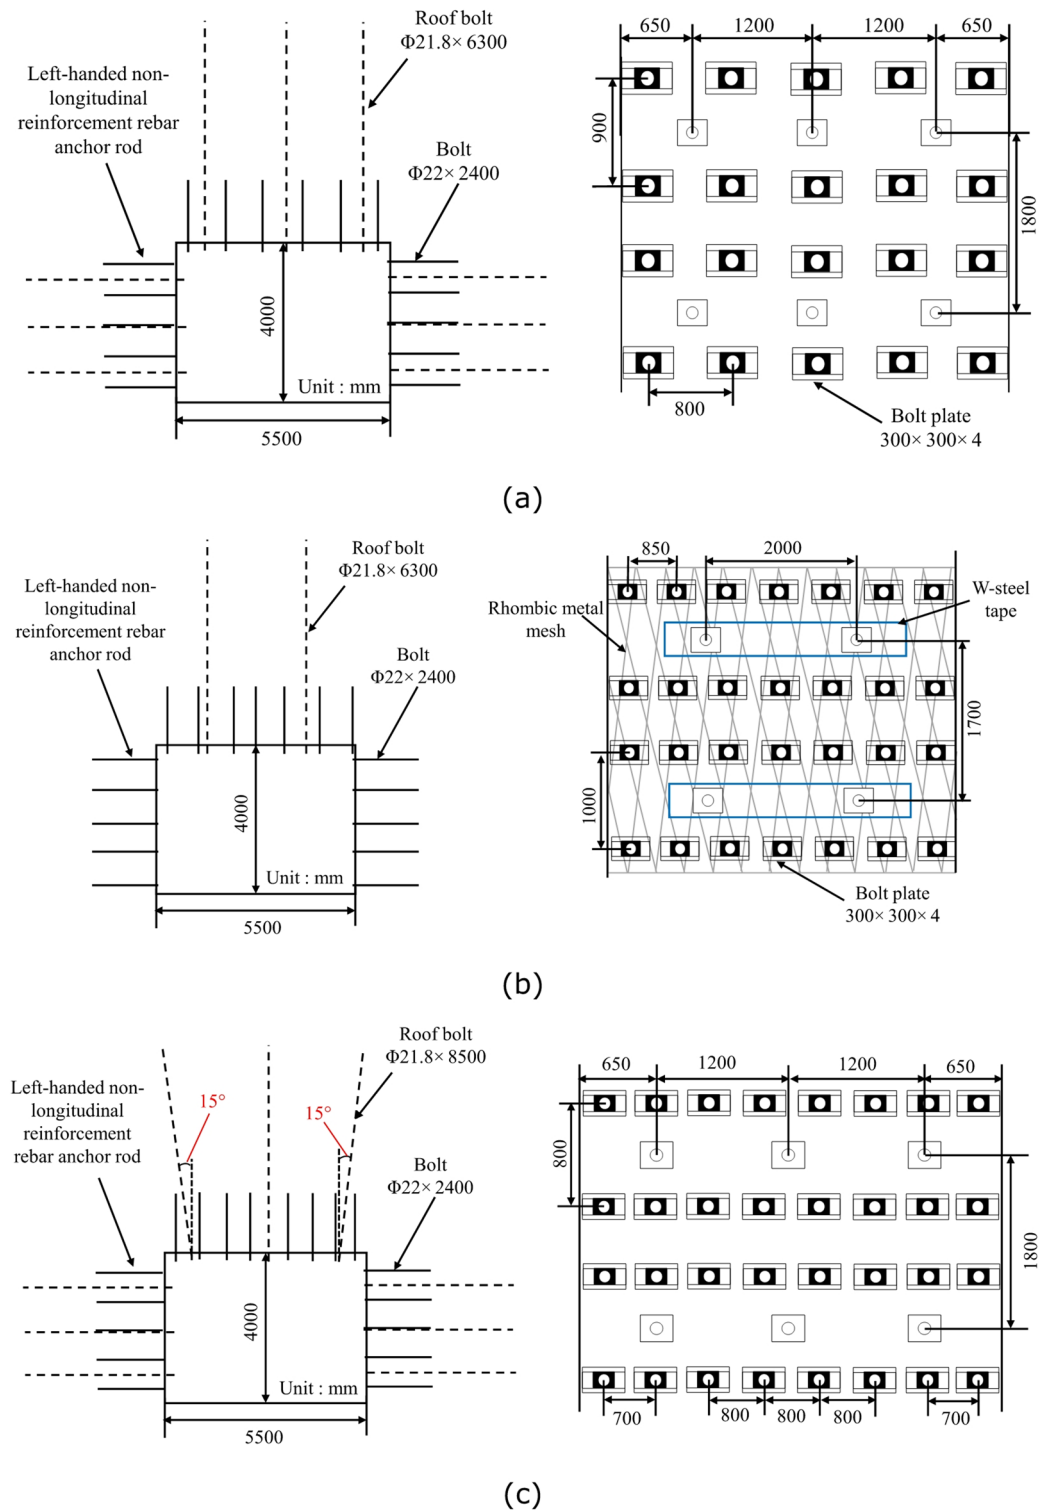 Roof bolt
Φ21.8×6300
Left-handed non-
longitudinal
reinforcement rebar
anchor rod
Bolt
Φ22×2400
4000
Unit : mm
5500
650
1200
1200
650
900
1800
800
Bolt plate
300×300×4
(a)
Roof bolt
Φ21.8×6300
Left-handed non-
longitudinal
reinforcement rebar
anchor rod
Bolt
Φ22×2400
4000
Unit : mm
5500
850
2000
Rhombic metal
mesh
W-steel
tape
1700
1000
Bolt plate
300×300×4
(b)
Roof bolt
Φ21.8×8500
Left-handed non-
longitudinal
reinforcement
rebar anchor rod
15°
15°
Bolt
Φ22×2400
4000
Unit : mm
5500
650
1200
1200
650
800
1800
700
800
800
800
700
(c)